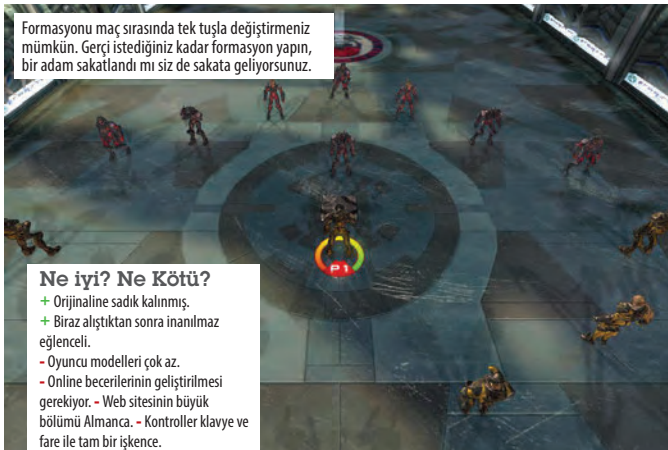 Formasyonu maç sırasında tek tuşla değiştirmeniz
mümkün. Gerçi istediğiniz kadar formasyon yapın,
bir adam sakatlandı mı siz de sakata geliyorsunuz.
P1
Ne iyi? Ne Kötü?
+ Orijinaline sadık kalınmış.
+ Biraz alıştıktan sonra inanılmaz
eğlenceli.
- Oyuncu modelleri çok az.
- Online becerilerinin geliştirilmesi
gerekiyor. - Web sitesinin büyük
bölümü Almanca. - Kontroller klavye ve
fare ile tam bir işkence.